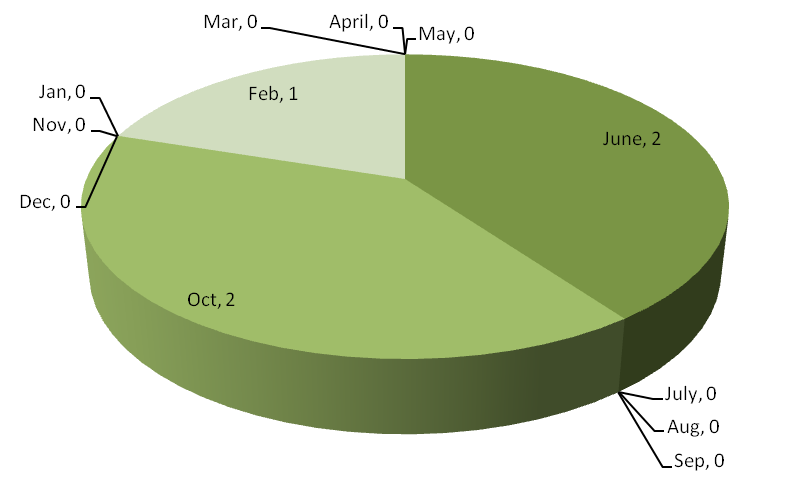 Mar, 0
April, 0
May, 0
Jan, 0
Feb, 1
Nov, 0
June, 2
Dec, 0
Oct, 2
July, 0
Aug, 0
Sep, 0